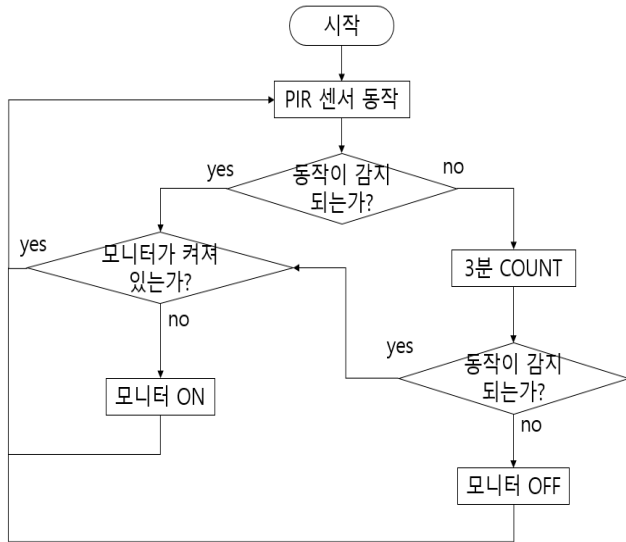 시작
PIR 센서 동작
yes
동작이 감지
되는가?
no
yes
모니터가 켜져
있는가?
3분 COUNT
no
yes
동작이 감지
되는가?
모니터 ON
no
모니터 OFF